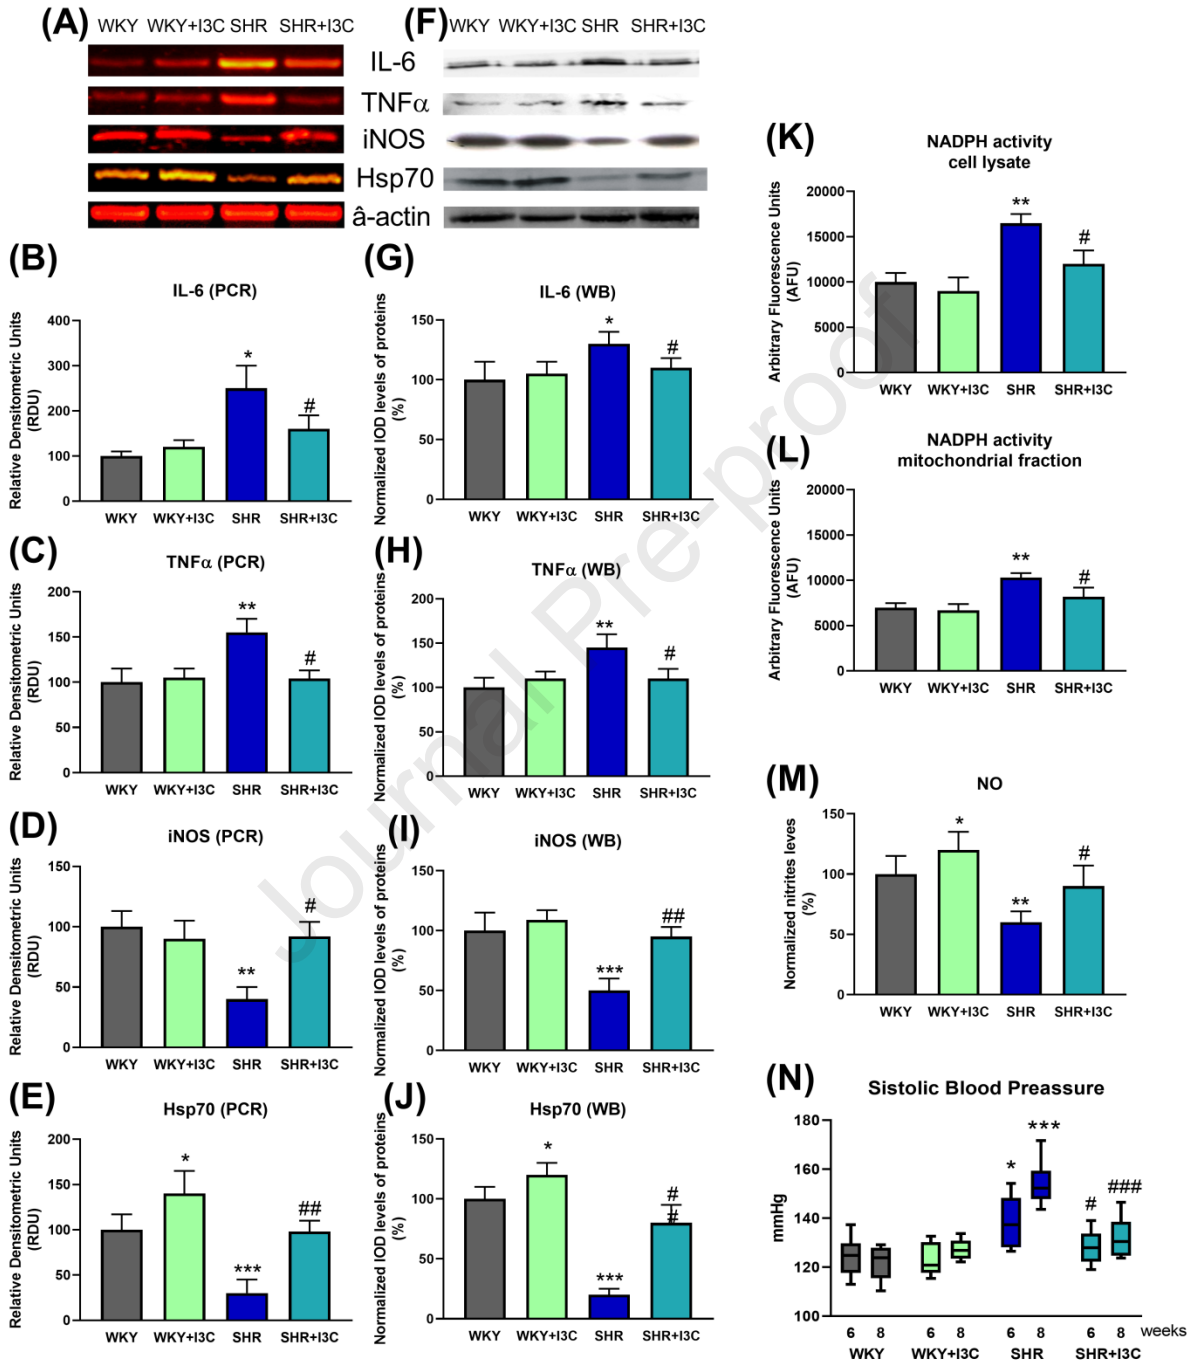 (A) WKY WKY+I3C SHR SHR+I3C
(F) WKY WKY+I3C SHR SHR+I3C
IL-6
TNFα
iNOS
Hsp70
â-actin
(B)
IL-6 (PCR)
Relative Densitometric Units
(RDU)
400
300
200
100
0
*
#
WKY WKY+I3C SHR SHR+I3C
(C)
TNFα (PCR)
Relative Densitometric Units
(RDU)
200
150
100
50
0
**
#
WKY WKY+I3C SHR SHR+I3C
(D)
iNOS (PCR)
Relative Densitometric Units
(RDU)
150
100
50
0
**
#
WKY WKY+I3C SHR SHR+I3C
(E)
Hsp70 (PCR)
Relative Densitometric Units
(RDU)
200
150
100
50
0
*
***
##
WKY WKY+I3C SHR SHR+I3C
(G)
IL-6 (WB)
Normalized IOD levels of proteins
(%)
150
100
50
0
*
#
WKY WKY+I3C SHR SHR+I3C
(H)
TNFα (WB)
Normalized IOD levels of proteins
(%)
200
150
100
50
0
**
#
WKY WKY+I3C SHR SHR+I3C
(I)
iNOS (WB)
Normalized IOD levels of proteins
(%)
150
100
50
0
***
##
WKY WKY+I3C SHR SHR+I3C
(J)
Hsp70 (WB)
Normalized IOD levels of proteins
(%)
150
100
50
0
*
***
#
#
WKY WKY+I3C SHR SHR+I3C
(K)
NADPH activity
cell lysate
Arbitrary Fluorescence Units
(AFU)
20000
15000
10000
5000
0
**
#
WKY WKY+I3C SHR SHR+I3C
(L)
NADPH activity
mitochondrial fraction
Arbitrary Fluorescence Units
(AFU)
20000
15000
10000
5000
0
**
#
WKY WKY+I3C SHR SHR+I3C
(M)
NO
Normalized nitrites leves
(%)
150
100
50
0
*
**
#
WKY WKY+I3C SHR SHR+I3C
(N)
Sistolic Blood Preassure
mmHg
180
160
140
120
100
*
***
#
###
6 8 6 8 6 8 6 8 weeks
WKY WKY+I3C SHR SHR+I3C
Journal Pre-proof